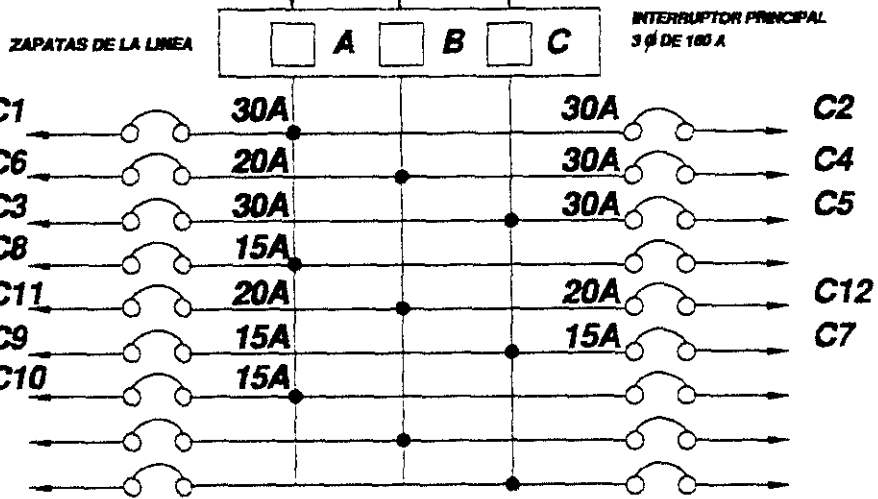 ZAPATAS DE LA LINEA
A B C
INTERRUPTOR PRINCIPAL
3 Ø DE 160 A
C1 30A 30A C2
C6 20A 30A C4
C3 30A 30A C5
C8 15A
C11 20A 20A C12
C9 15A 15A C7
C10 15A